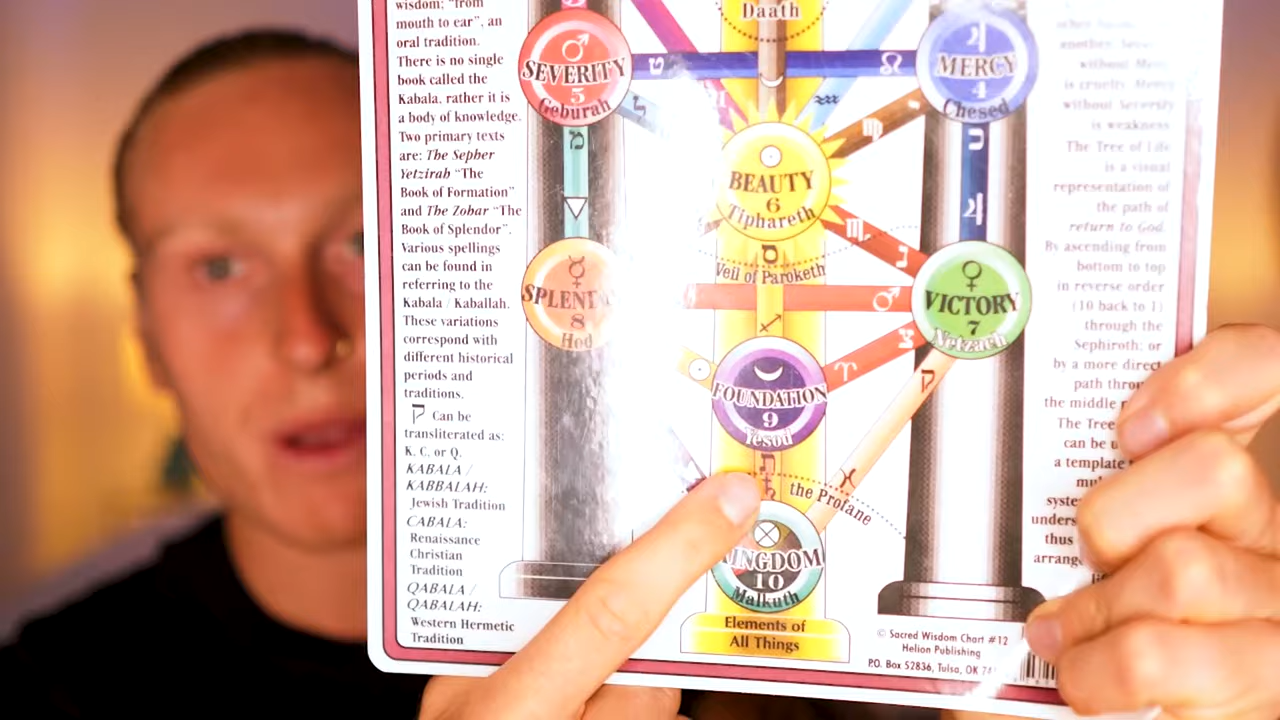 wisdom; "from
mouth to ear", an
oral tradition.
There is no single
book called the
Kabala, rather it is
a body of knowledge.
Two primary texts
are: The Sepher
Yetzirah "The
Book of Formation"
and The Zohar "The
Book of Splendor".
Various spellings
can be found in
referring to the
Kabala / Kaballah.
These variations
correspond with
different historical
periods and
traditions.
ק Can be
transliterated as:
K, C, or Q.
KABALA /
KABBALAH:
Jewish Tradition
CABALA:
Renaissance
Christian
Tradition
QABALA /
QABALAH:
Western Hermetic
Tradition
Daath
♂
SEVERITY
5
Geburah
ט
♌
♃
MERCY
4
Chesed
ל
♒
♍
מ
▽
כ
♃
☉
BEAUTY
6
Tiphareth
♏
נ
ס
Veil of Paroketh
☿
8
Hod
♂
♀
VICTORY
7
Netzach
♐
☉
FOUNDATION
9
Yesod
♈
צ
ק
ת
♄
♓
the Profane
⊗
10
Malkuth
Elements of
All Things
another.
without
is cruelty. Mercy
without Severity
is weakness
The Tree of Life
is a visual
representation of
the path of
return to God.
By ascending from
bottom to top
in reverse order
(10 back to 1)
through the
Sephiroth; or
by a more direct
path
the middle
The Tree
can be
a template
thus
© Sacred Wisdom Chart #12
Helion Publishing
P.O. Box 52836, Tulsa, OK